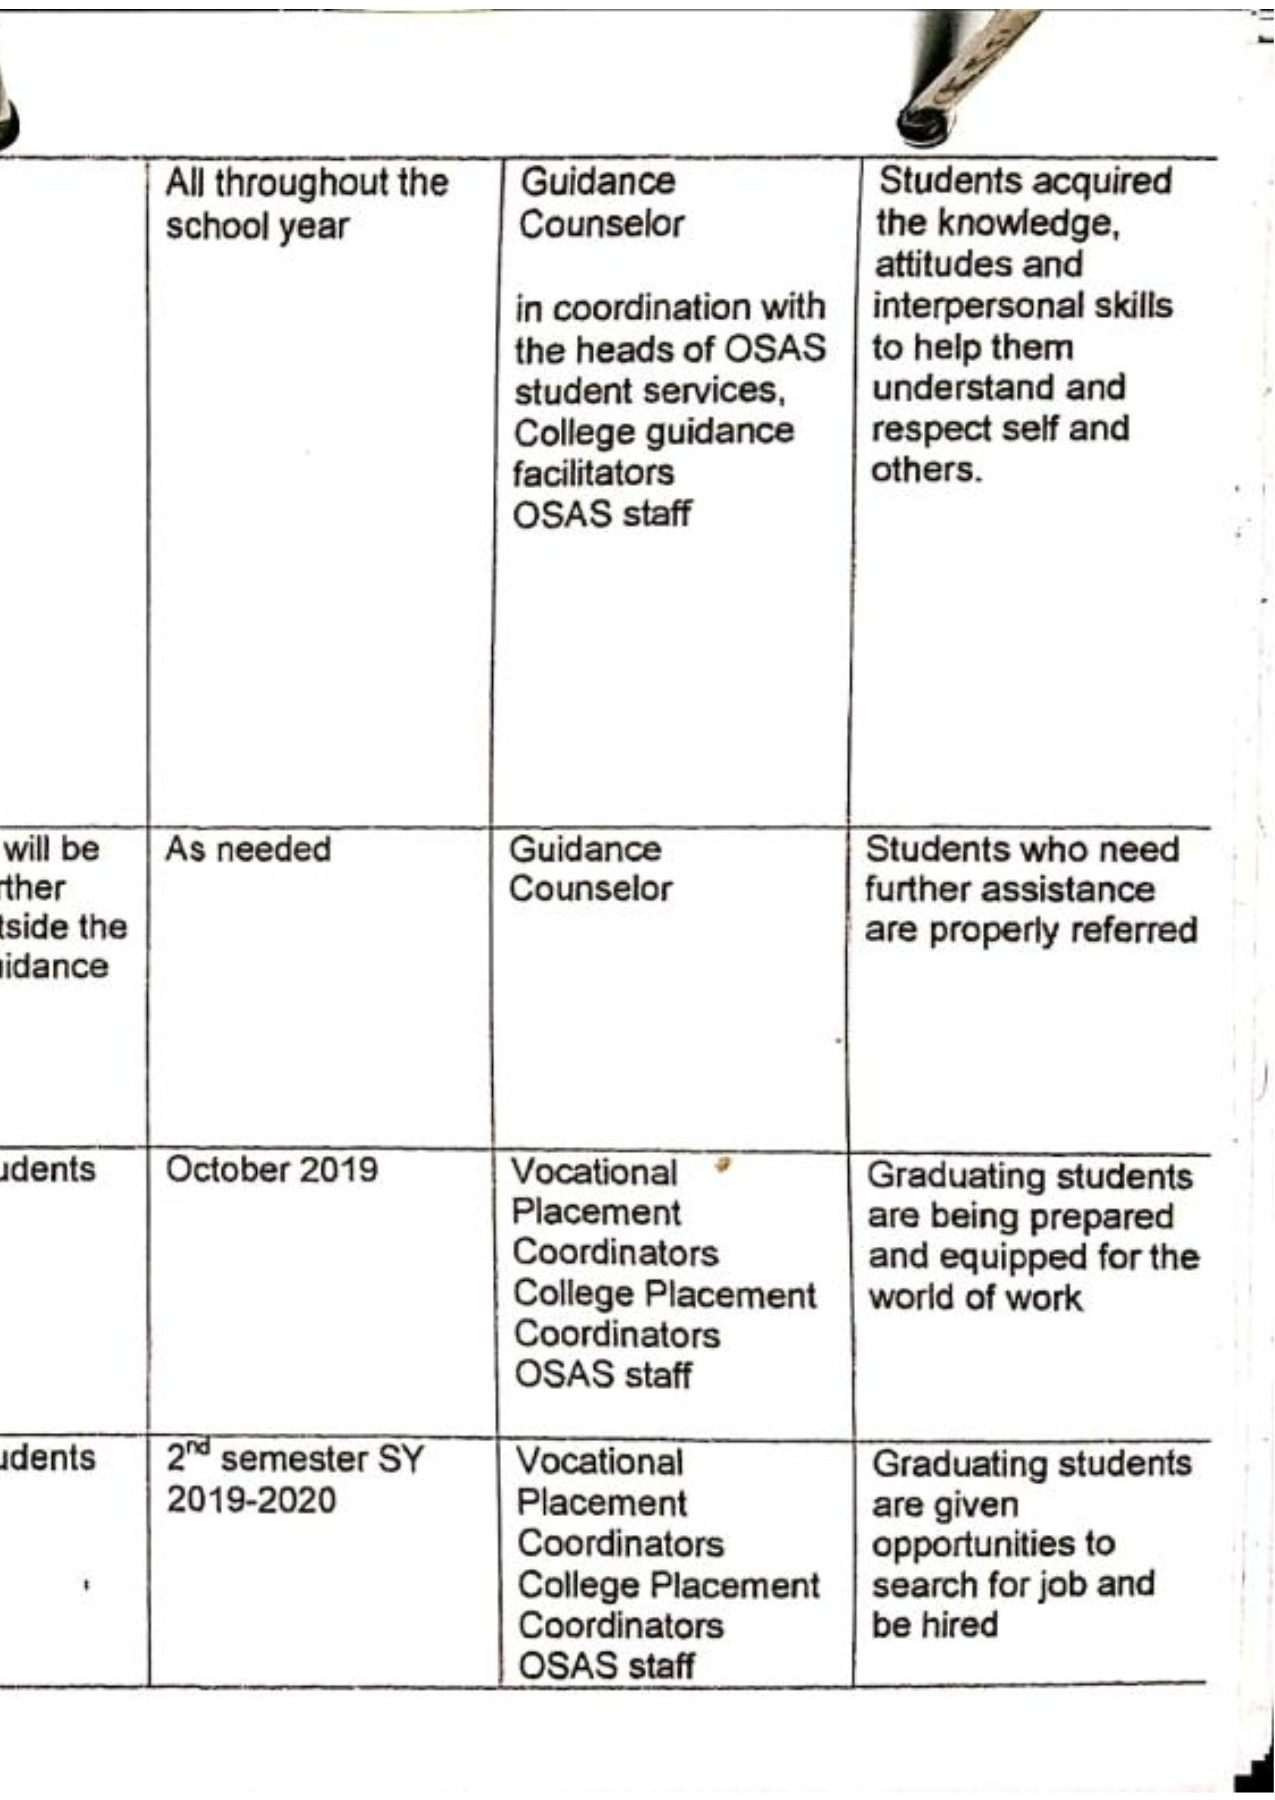 All throughout the
school year
Guidance
Counselor
in coordination with
the heads of OSAS
student services,
College guidance
facilitators
OSAS staff
Students acquired
the knowledge,
attitudes and
interpersonal skills
to help them
understand and
respect self and
others.
will be
rther
tside the
uidance
As needed
Guidance
Counselor
Students who need
further assistance
are properly referred
udents
October 2019
Vocational
Placement
Coordinators
College Placement
Coordinators
OSAS staff
Graduating students
are being prepared
and equipped for the
world of work
udents
2nd semester SY
2019-2020
Vocational
Placement
Coordinators
College Placement
Coordinators
OSAS staff
Graduating students
are given
opportunities to
search for job and
be hired